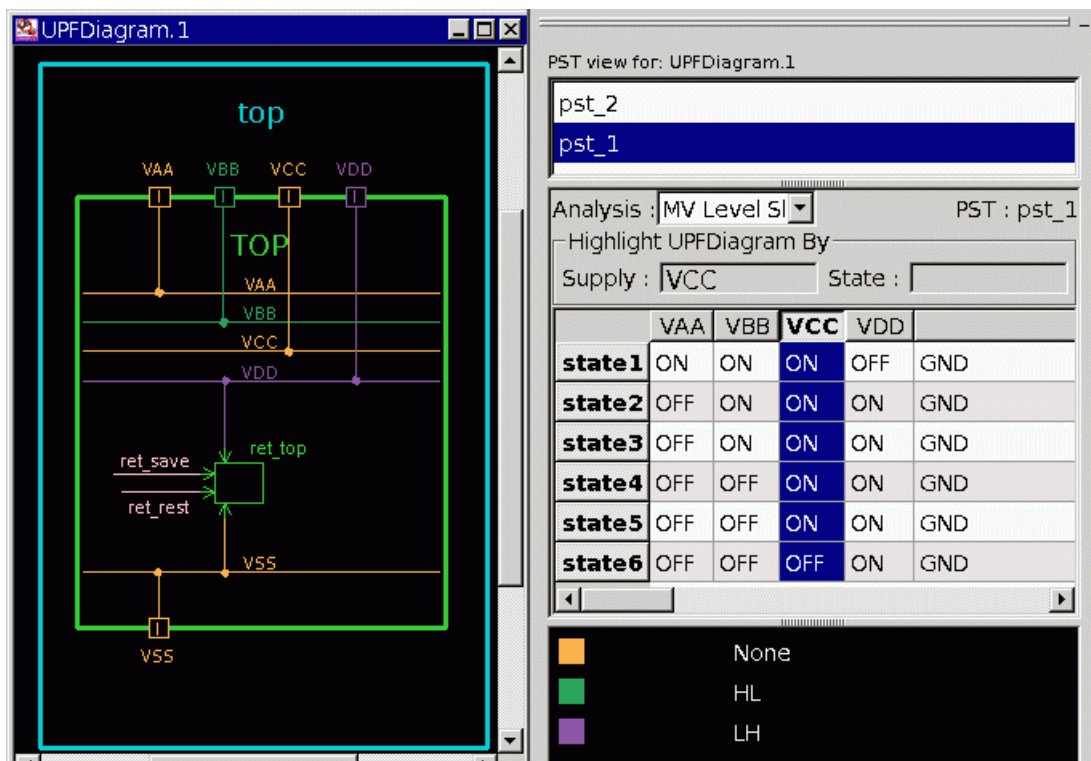 UPFDiagram.1
top
VAA VBB VCC VDD
TOP
VAA
VBB
VCC
VDD
ret_save
ret_top
ret_rest
VSS
VSS
PST view for: UPFDiagram.1
pst_2
pst_1
Analysis : MV Level Sl PST : pst_1
Highlight UPFDiagram By
Supply : VCC State :
VAA VBB VCC VDD
state1 ON ON ON OFF GND
state2 OFF ON ON ON GND
state3 OFF ON ON ON GND
state4 OFF OFF ON ON GND
state5 OFF OFF ON ON GND
state6 OFF OFF OFF ON GND
None
HL
LH